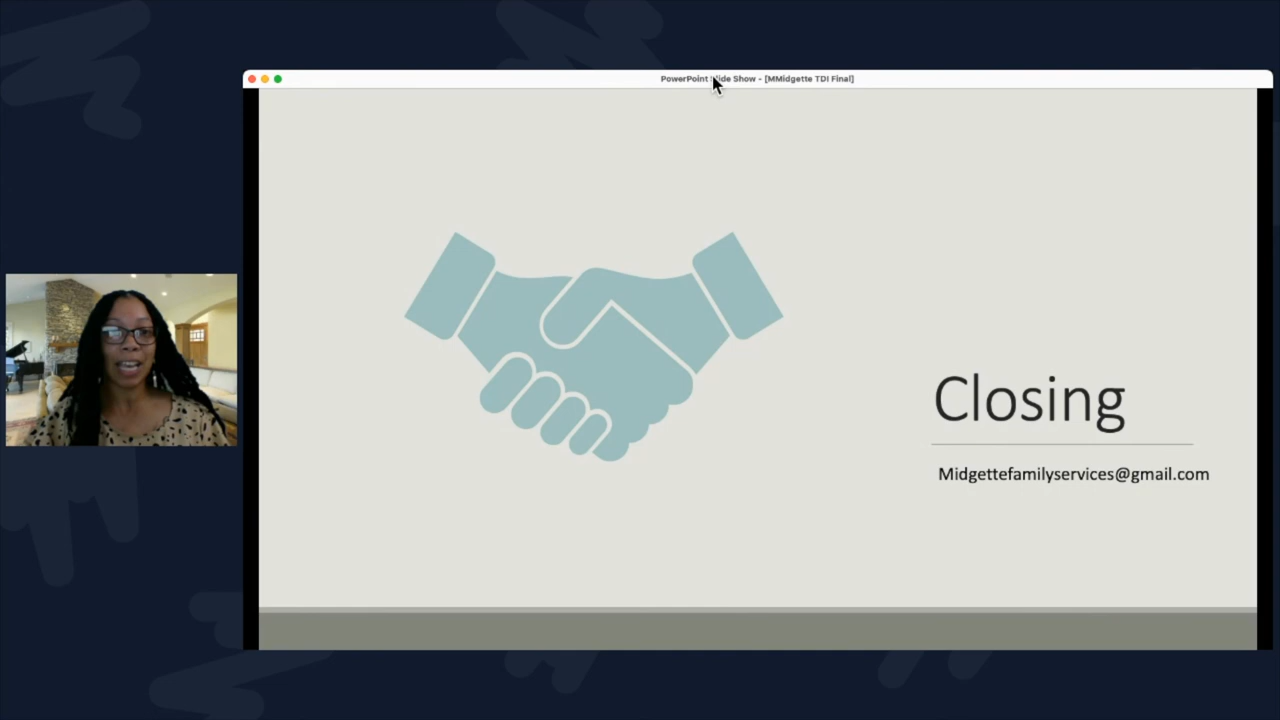 PowerPoint Slide Show - [MMidgette TDI Final]
Closing
Midgettefamilyservices@gmail.com